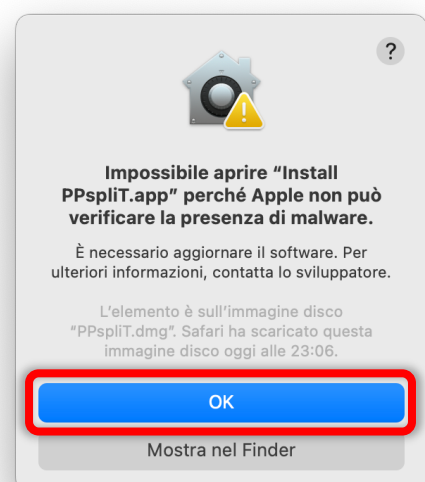 ?
Impossibile aprire “Install
PPspliT.app” perché Apple non può
verificare la presenza di malware.
È necessario aggiornare il software. Per
ulteriori informazioni, contatta lo sviluppatore.
L'elemento è sull'immagine disco
“PPspliT.dmg”. Safari ha scaricato questa
immagine disco oggi alle 23:06.
OK
Mostra nel Finder